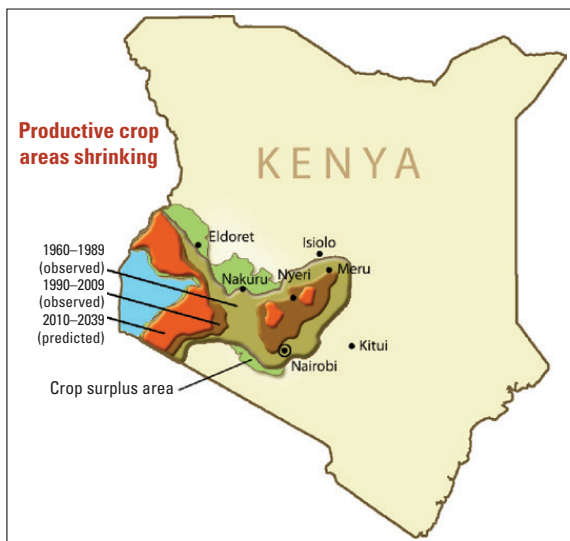 Productive crop
areas shrinking
KENYA
Eldoret
Isiolo
1960–1989
(observed)
Nakuru
Nyeri
Meru
1990–2009
(observed)
2010–2039
(predicted)
Kitui
Nairobi
Crop surplus area